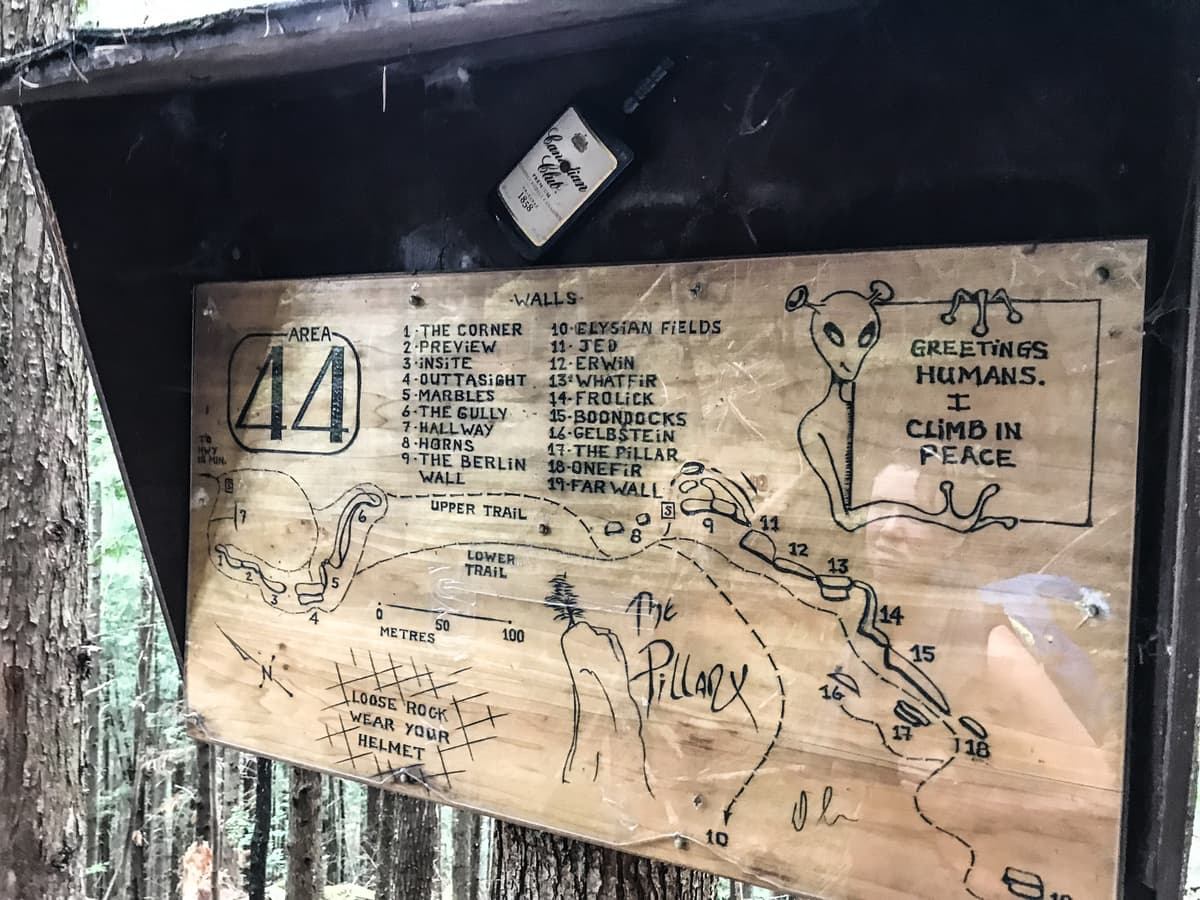 Canadian
Club
PREMIUM
1858
-WALLS-
AREA
44
1-THE CORNER
2-PREVIEW
3-INSITE
4-OUTTASIGHT
5-MARBLES
6-THE GULLY
7-HALLWAY
8-HORNS
9-THE BERLIN
WALL
10-ELYSIAN FIELDS
11-JED
12-ERWIN
13-WHATFIR
14-FROLICK
15-BOONDOCKS
16-GELBSTEIN
17-THE PILLAR
18-ONEFIR
19-FAR WALL
GREETINGS
HUMANS.
I
CLIMB IN
PEACE
TO
HWY
MIN.
7
6
1
2
3
4
5
UPPER TRAIL
LOWER
TRAIL
8
S
9
11
12
13
14
15
16
17
18
10
0 50 100
METRES
N
LOOSE ROCK
WEAR YOUR
HELMET
The
Pillar